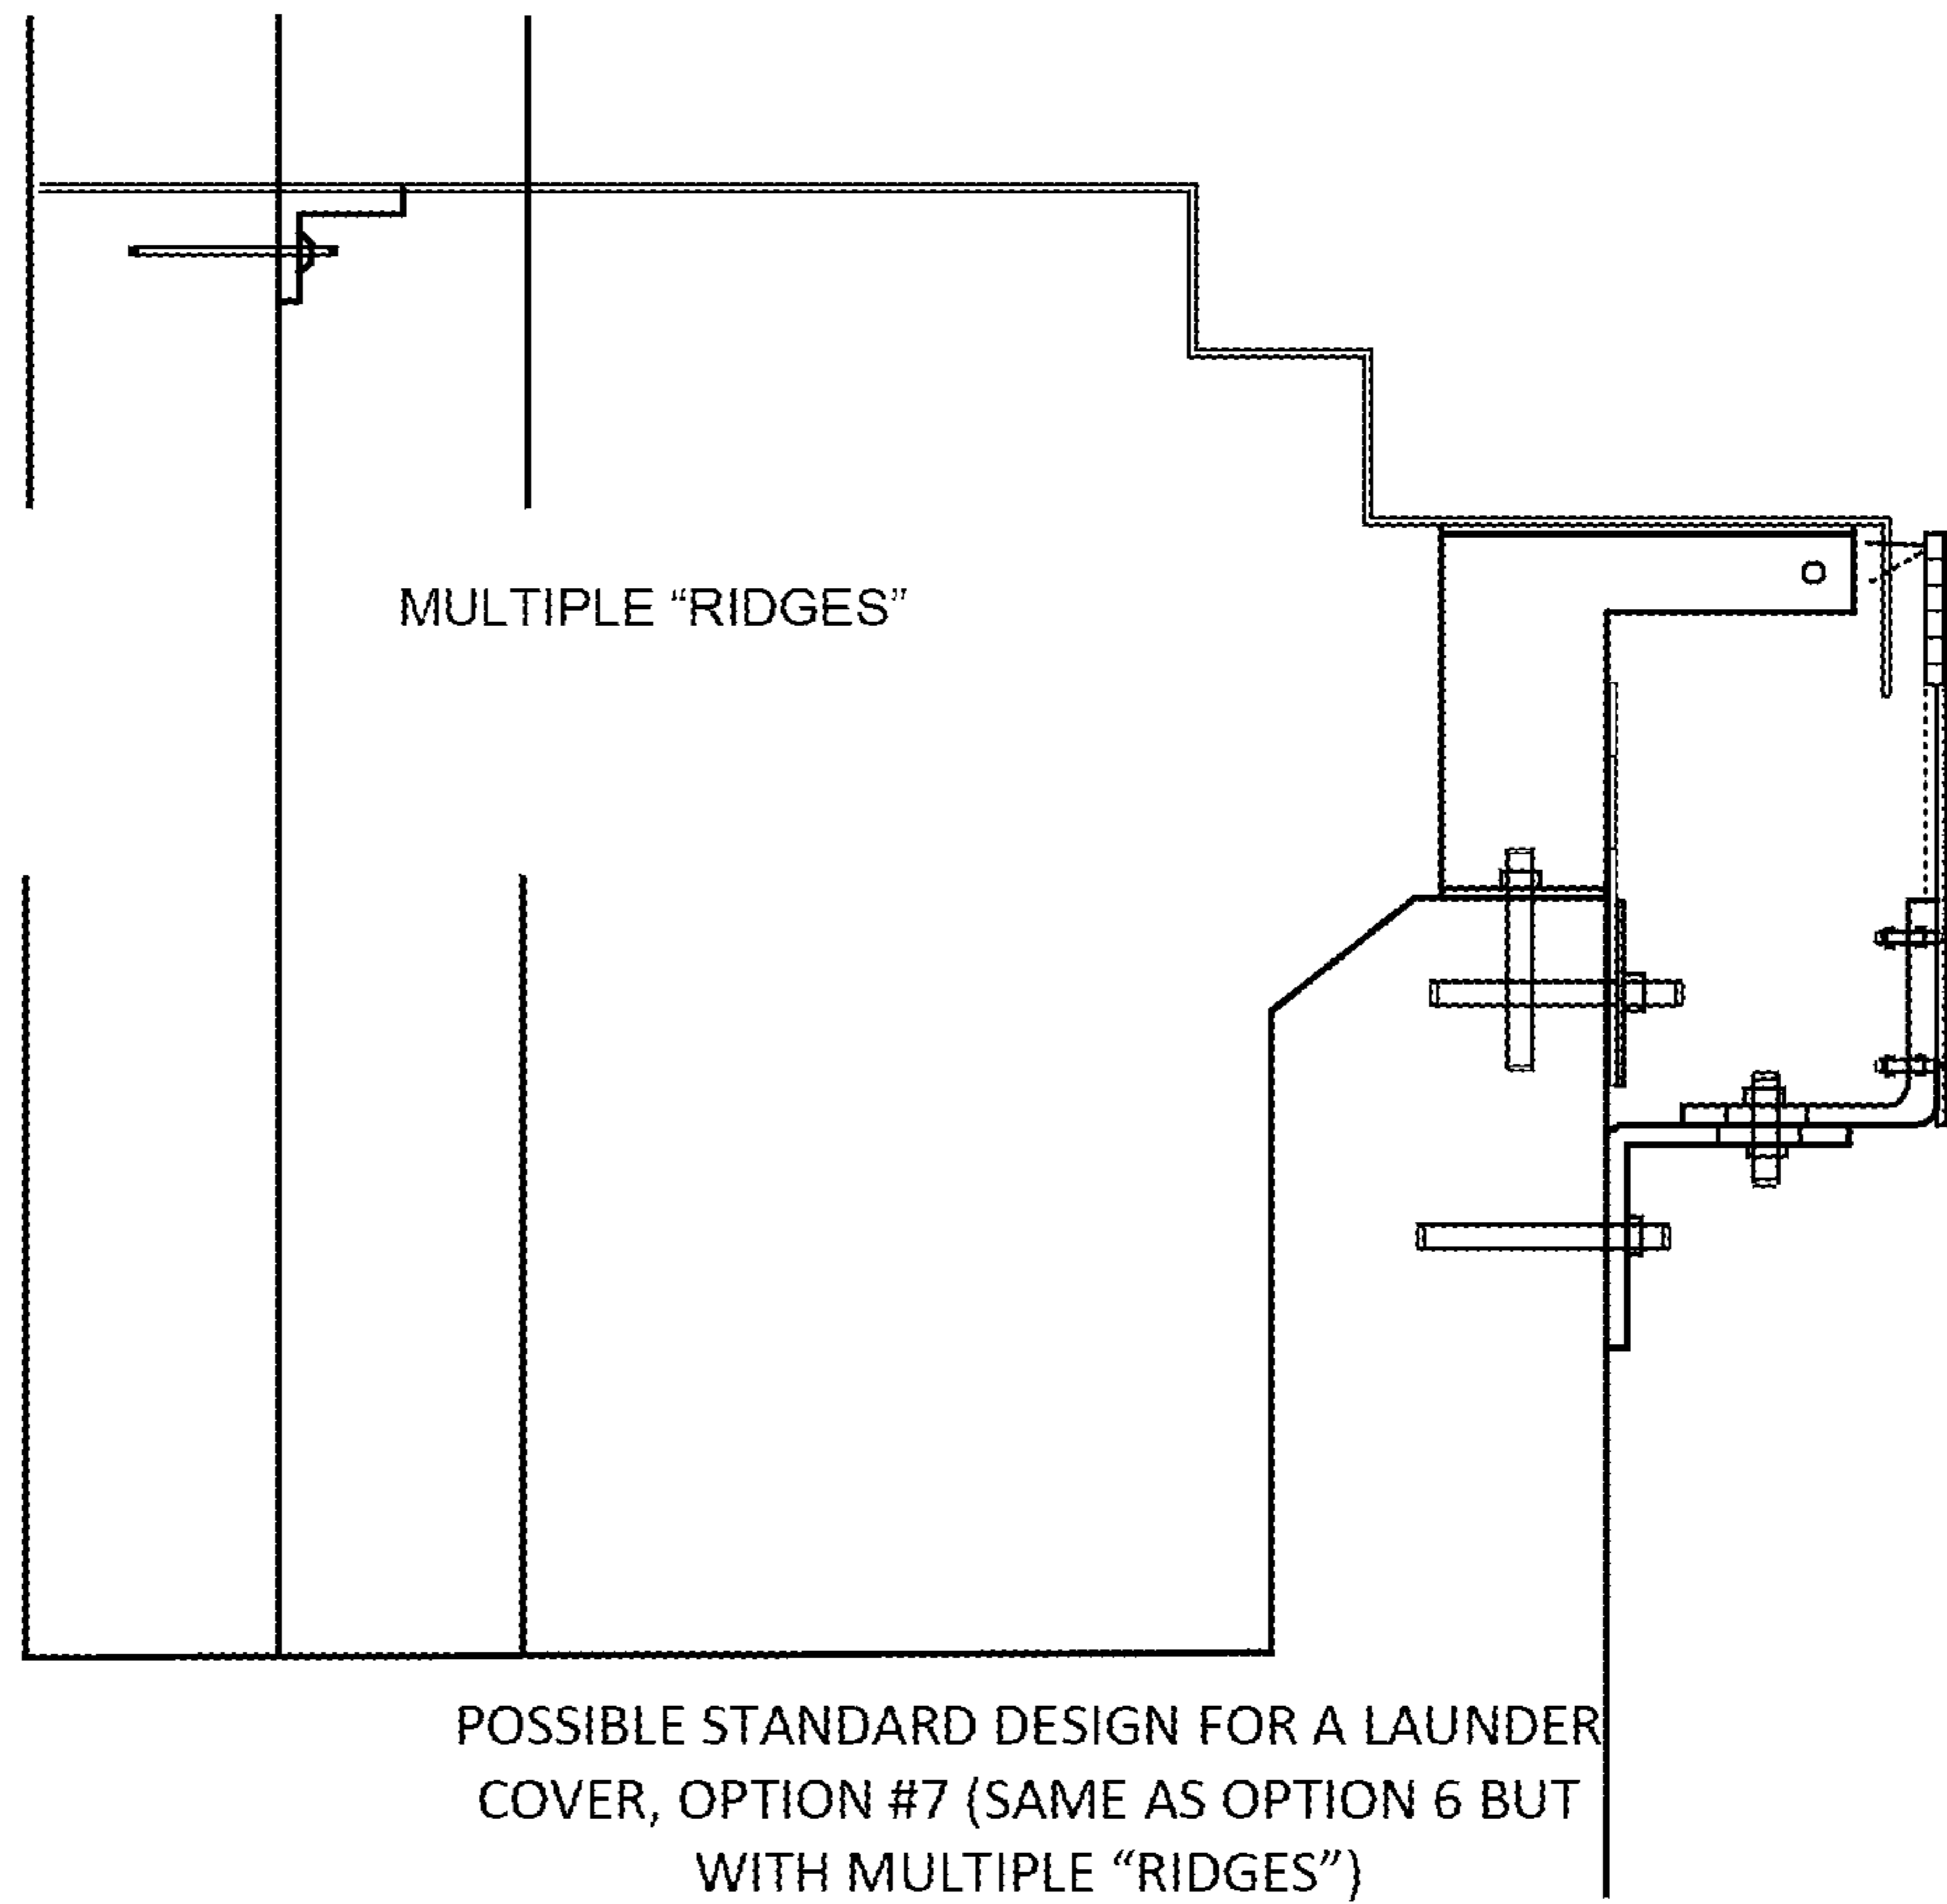 MULTIPLE “RIDGES”
POSSIBLE STANDARD DESIGN FOR A LAUNDER
COVER, OPTION #7 (SAME AS OPTION 6 BUT
WITH MULTIPLE “RIDGES”)